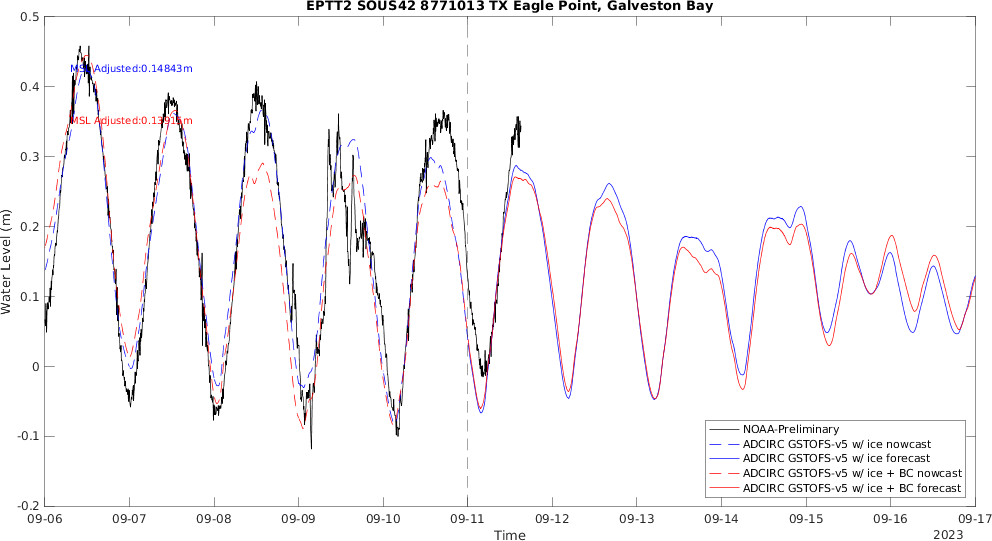 EPTT2 SOUS42 8771013 TX Eagle Point, Galveston Bay
0.5
0.4
0.3
0.2
0.1
0
-0.1
-0.2
Water Level (m)
MSL Adjusted:0.14843m
MSL Adjusted:
NOAA-Preliminary
ADCIRC GSTOFS-v5 w/ ice nowcast
ADCIRC GSTOFS-v5 w/ ice forecast
ADCIRC GSTOFS-v5 w/ ice + BC nowcast
ADCIRC GSTOFS-v5 w/ ice + BC forecast
09-06 09-07 09-08 09-09 09-10 09-11 09-12 09-13 09-14 09-15 09-16 09-17
Time
2023